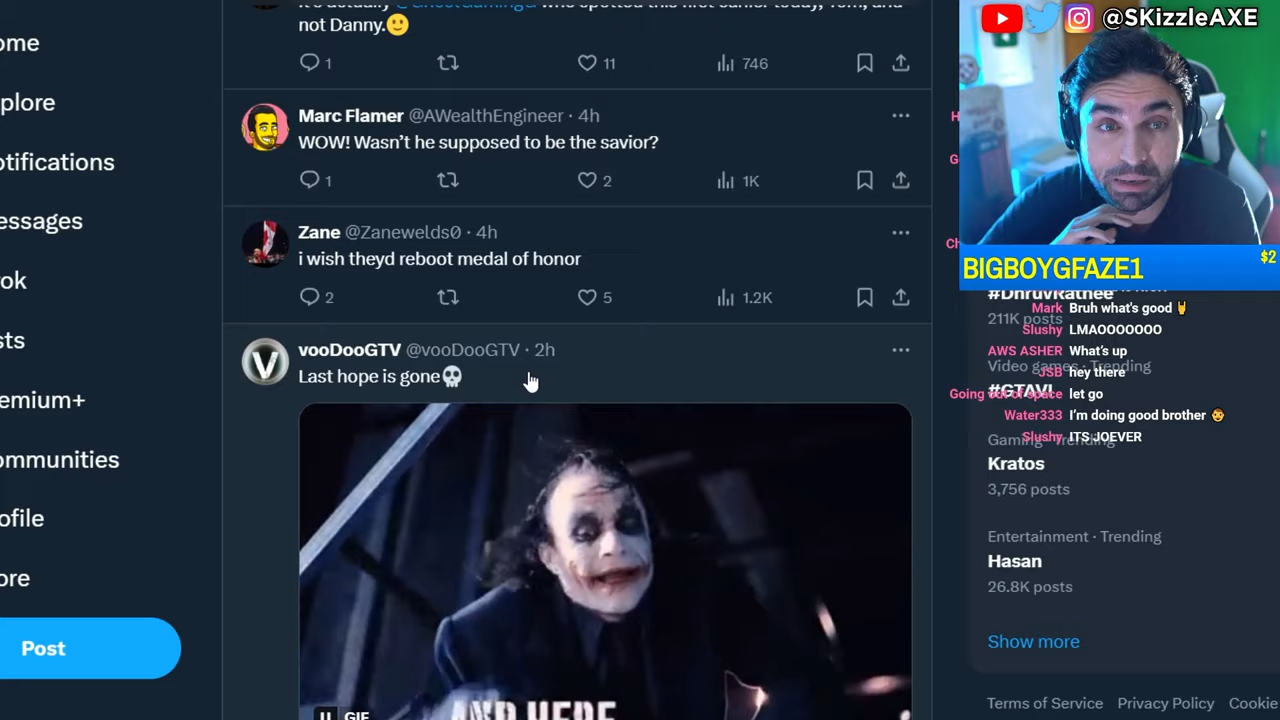 not Danny.🙂
1
11
746
Marc Flamer @AWealthEngineer · 4h
WOW! Wasn't he supposed to be the savior?
1
2
1K
Zane @Zanewelds0 · 4h
i wish theyd reboot medal of honor
2
5
1.2K
vooDooGTV @vooDooGTV · 2h
Last hope is gone💀
AND HERE
GIF
ome
plore
otifications
essages
ok
sts
emium+
ommunities
ofile
ore
Post
@SKizzleAXE
BIGBOYGFAZE1
$2
#DhruvRathee
211K posts
Mark Bruh what's good 🤘
Slushy LMAOOOOOOO
AWS ASHER What's up
Video games · Trending
JSB hey there
#GTAVI
Going out of space let go
Water333 I'm doing good brother 👨
Gaming · Trending
Slushy ITS JOEVER
Kratos
3,756 posts
Entertainment · Trending
Hasan
26.8K posts
Show more
Terms of Service Privacy Policy Cookie